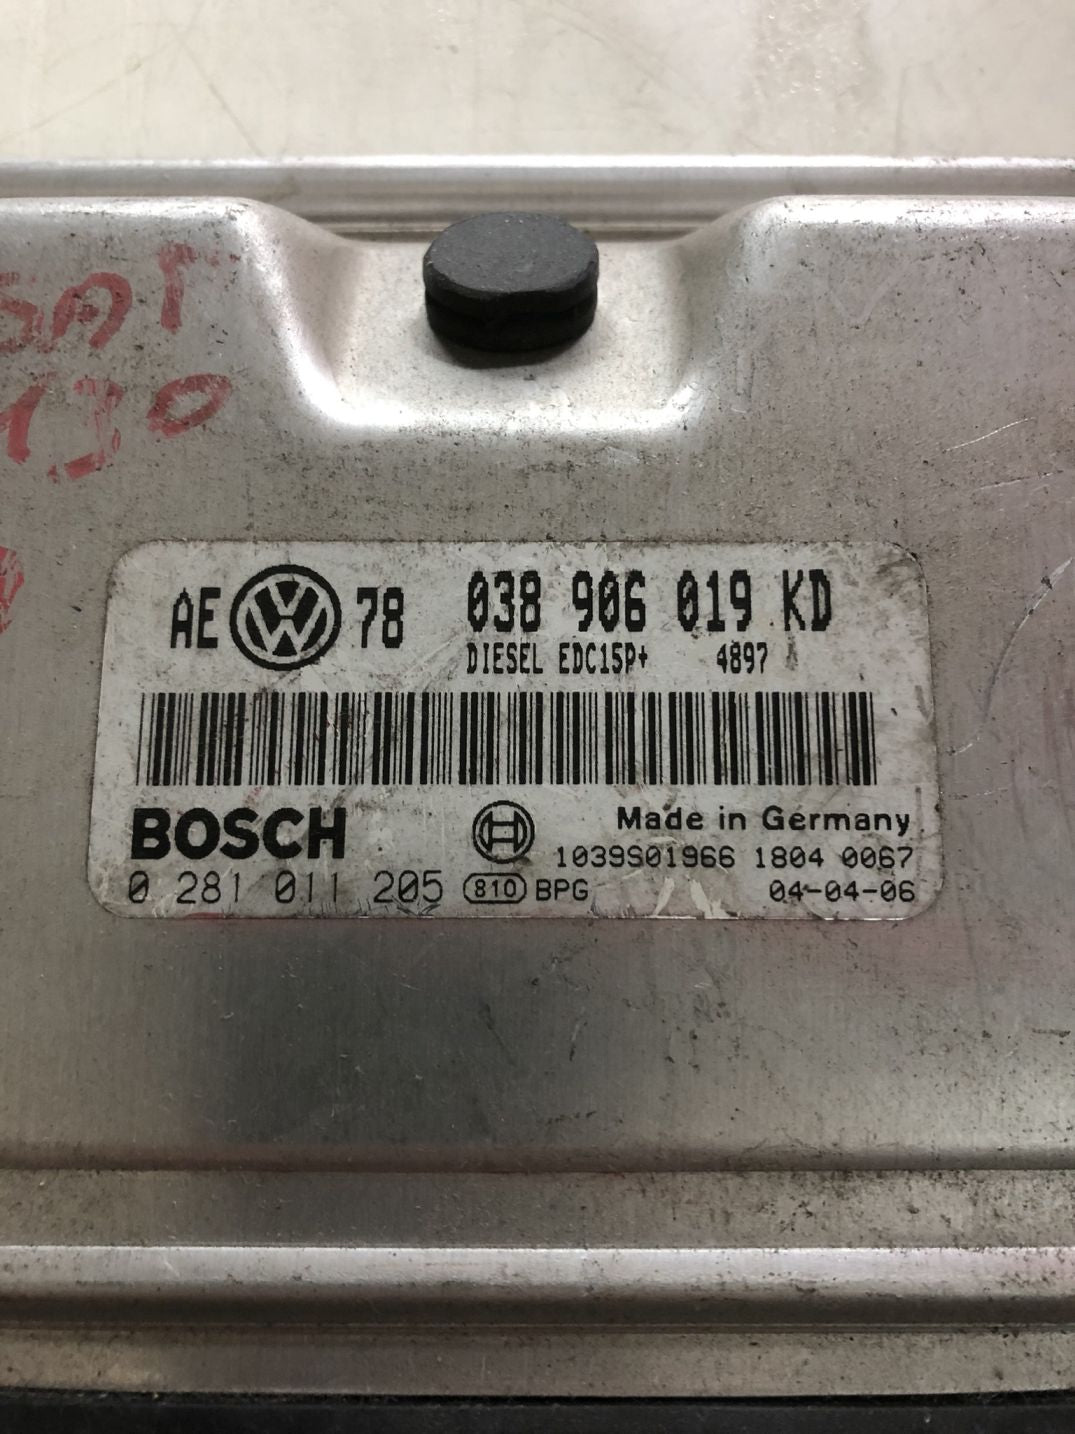 130
AE 78 038 906 019 KD
DIESEL EDC15P+ 4897
BOSCH Made in Germany
1039S01966 1804 0067
0 281 011 205 810 BPG 04-04-06